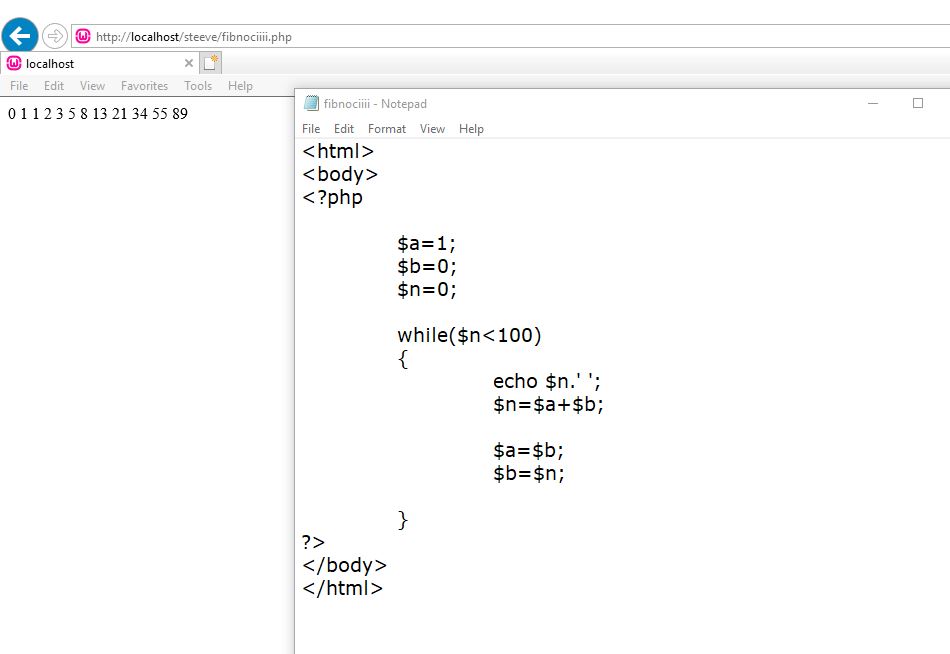 http://localhost/steeve/fibnociiii.php
localhost
File Edit View Favorites Tools Help
0 1 1 2 3 5 8 13 21 34 55 89
fibnociiii - Notepad
File Edit Format View Help
<html>
<body>
<?php
$a=1;
$b=0;
$n=0;
while($n<100)
{
echo $n.' ';
$n=$a+$b;
$a=$b;
$b=$n;
}
?>
</body>
</html>